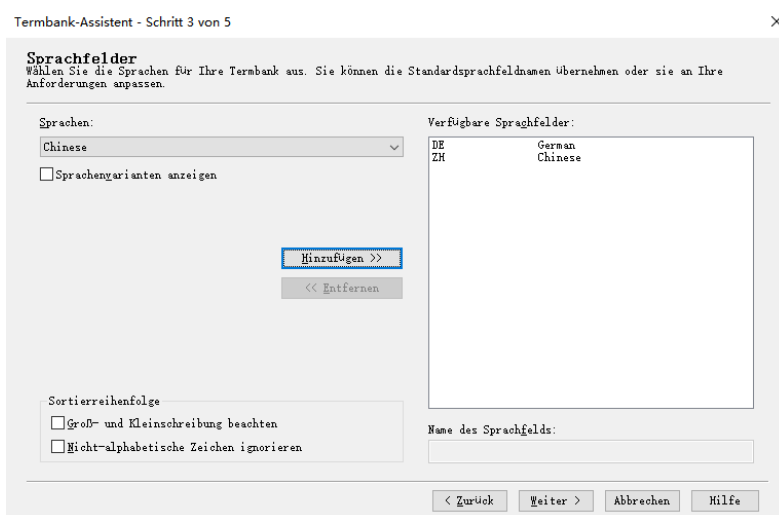 Termbank-Assistent - Schritt 3 von 5
Sprachfelder
Wählen Sie die Sprachen für Ihre Termbank aus. Sie können die Standardsprachfeldnamen übernehmen oder sie an Ihre
Anforderungen anpassen.
Sprachen:
Chinese
Sprachenvarianten anzeigen
Hinzufügen >>
<< Entfernen
Sortierreihenfolge
Groß- und Kleinschreibung beachten
Nicht-alphabetische Zeichen ignorieren
Verfügbare Sprachfelder:
DE German
ZH Chinese
Name des Sprachfelds:
< Zurück Weiter > Abbrechen Hilfe